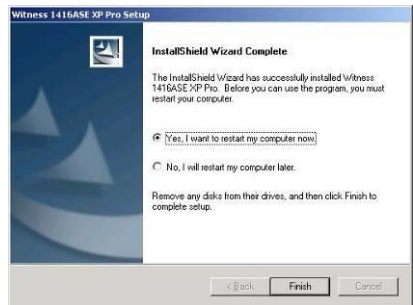 Witness 1416ASE XP Pro Setup
InstallShield Wizard Complete
The InstallShield Wizard has successfully installed Witness
1416ASE XP Pro. Before you can use the program, you must
restart your computer.
Yes, I want to restart my computer now.
No, I will restart my computer later.
Remove any disks from their drives, and then click Finish to
complete setup.
< Back Finish Cancel